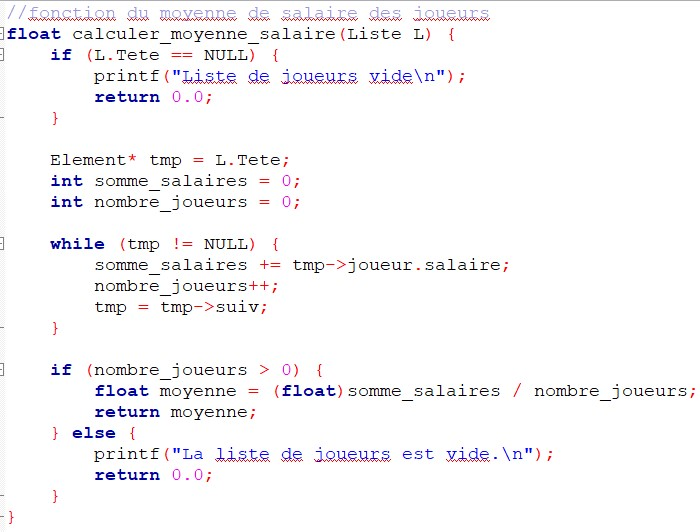 //fonction du moyenne de salaire des joueurs
float calculer_moyenne_salaire(Liste L) {
    if (L.Tete == NULL) {
        printf("Liste de joueurs vide\n");
        return 0.0;
    }

    Element* tmp = L.Tete;
    int somme_salaires = 0;
    int nombre_joueurs = 0;

    while (tmp != NULL) {
        somme_salaires += tmp->joueur.salaire;
        nombre_joueurs++;
        tmp = tmp->suiv;
    }

    if (nombre_joueurs > 0) {
        float moyenne = (float)somme_salaires / nombre_joueurs;
        return moyenne;
    } else {
        printf("La liste de joueurs est vide.\n");
        return 0.0;
    }
}